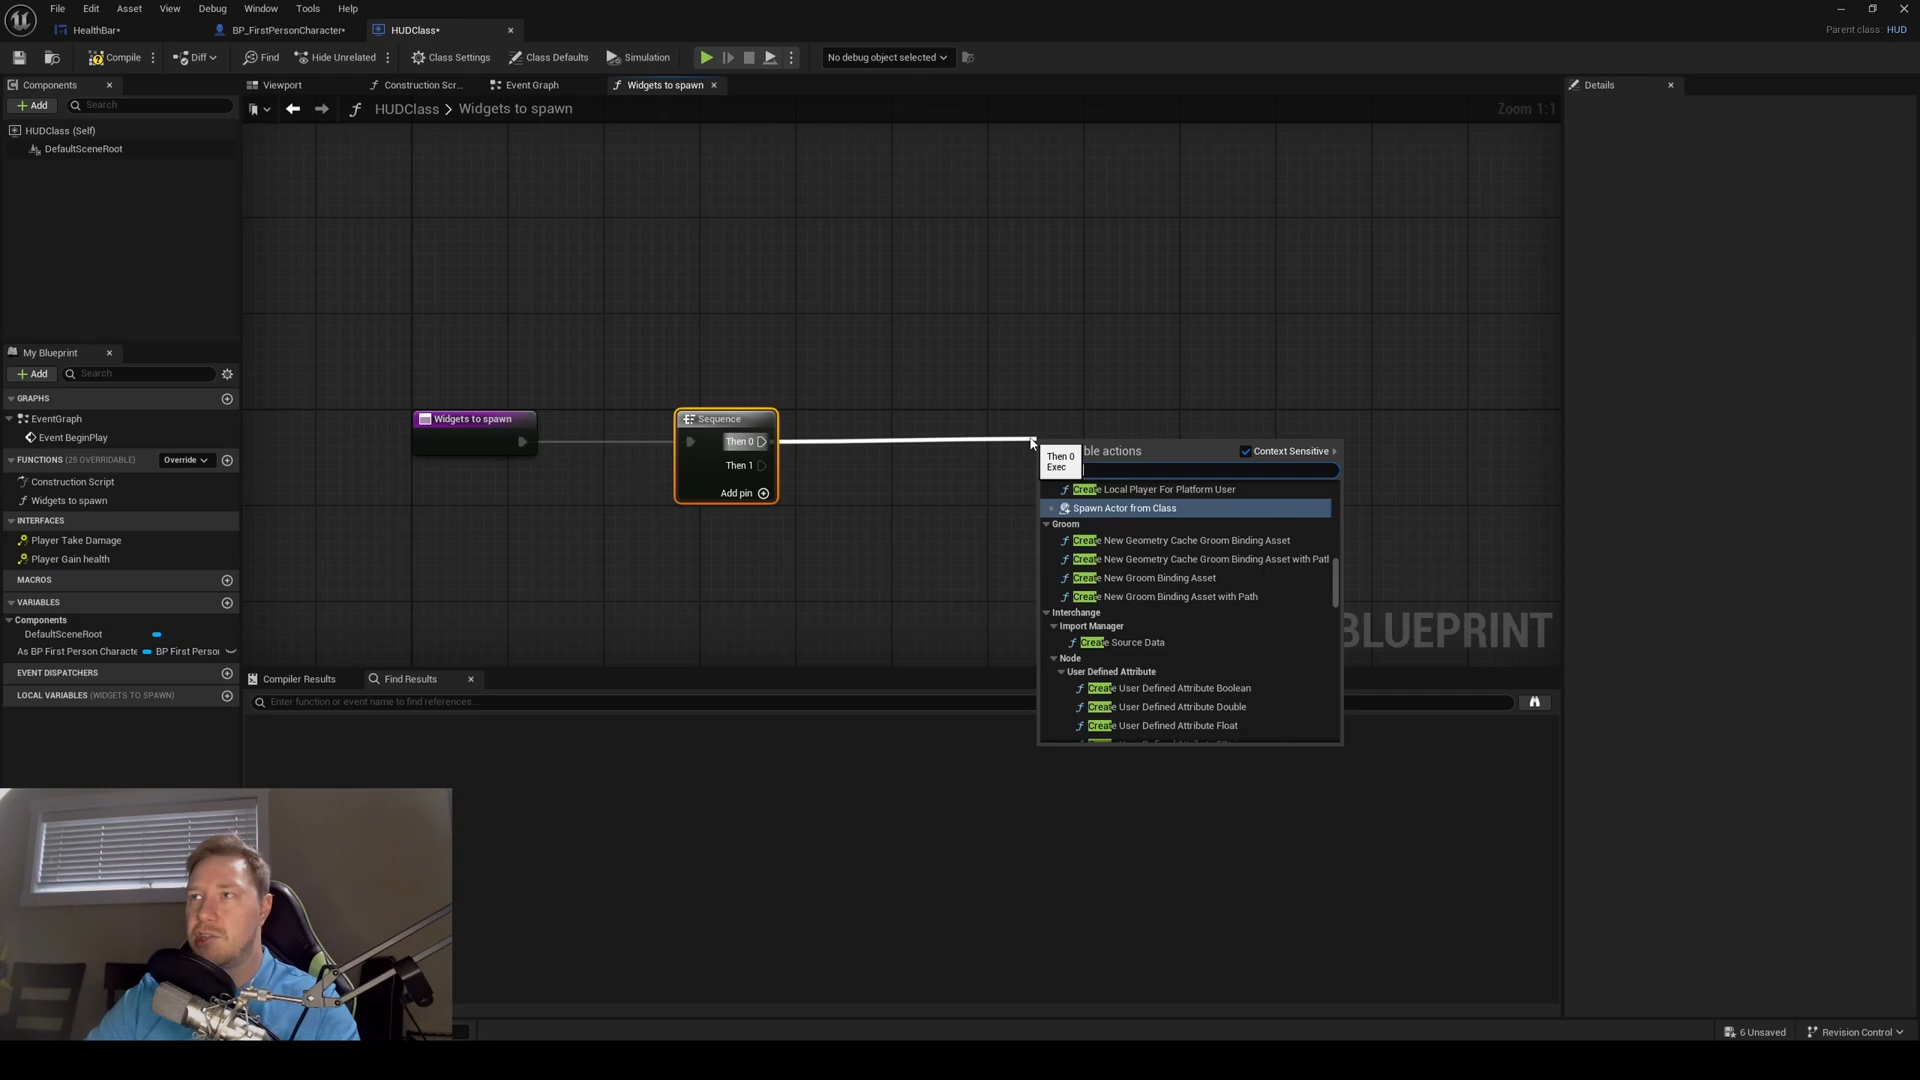 File Edit Asset View Debug Window Tools Help
HealthBar* BP_FirstPersonCharacter* HUDClass*
Parent class: HUD
Compile Diff Find Hide Unrelated Class Settings Class Defaults Simulation No debug object selected
Components
Viewport Construction Scr... Event Graph Widgets to spawn
Details
Add Search
HUDClass > Widgets to spawn
Zoom 1:1
HUDClass (Self)
DefaultSceneRoot
My Blueprint
Add Search
GRAPHS
EventGraph
Event BeginPlay
FUNCTIONS (25 OVERRIDABLE) Override
Construction Script
Widgets to spawn
INTERFACES
Player Take Damage
Player Gain health
MACROS
VARIABLES
Components
DefaultSceneRoot
As BP First Person Characte BP First Person
EVENT DISPATCHERS
LOCAL VARIABLES (WIDGETS TO SPAWN)
Widgets to spawn
Sequence
Then 0
Then 1
Add pin
Then 0
Exec
ble actions
Context Sensitive
Create Local Player For Platform User
Spawn Actor from Class
Groom
Create New Geometry Cache Groom Binding Asset
Create New Geometry Cache Groom Binding Asset with Patl
Create New Groom Binding Asset
Create New Groom Binding Asset with Path
Interchange
Import Manager
Create Source Data
Node
User Defined Attribute
Create User Defined Attribute Boolean
Create User Defined Attribute Double
Create User Defined Attribute Float
BLUEPRINT
Compiler Results Find Results
Enter function or event name to find references...
6 Unsaved Revision Control